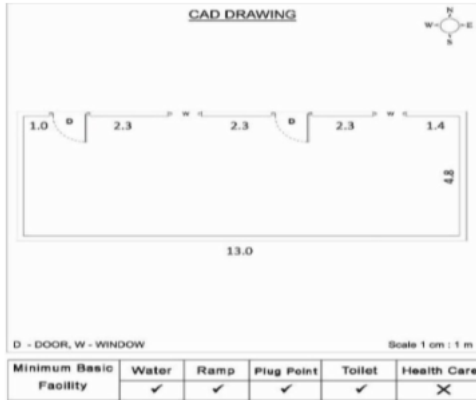 CAD DRAWING
N
W E
S
1.0 D 2.3 W 2.3 D 2.3 W 1.4
4.8
13.0
D - DOOR, W - WINDOW Scale 1 cm : 1 m
Minimum Basic Facility Water Ramp Plug Point Toilet Health Care
✓ ✓ ✓ ✓ ✕